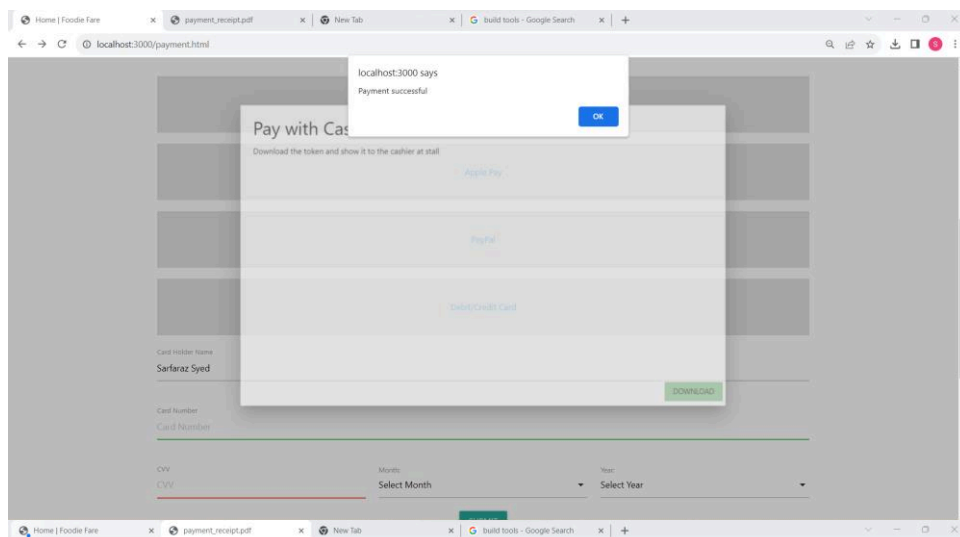 Home | Foodie Fare
payment_receipt.pdf
New Tab
build tools - Google Search
localhost:3000/payment.html
S
localhost:3000 says
Payment successful
OK
Pay with Cas
Download the token and show it to the cashier at stall
Apple Pay
PayPal
Debit/Credit Card
DOWNLOAD
Card Holder Name
Sarfaraz Syed
Card Number
Card Number
CVV
Month:
Year:
CVV
Select Month
Select Year
Home | Foodie Fare
payment_receipt.pdf
New Tab
build tools - Google Search